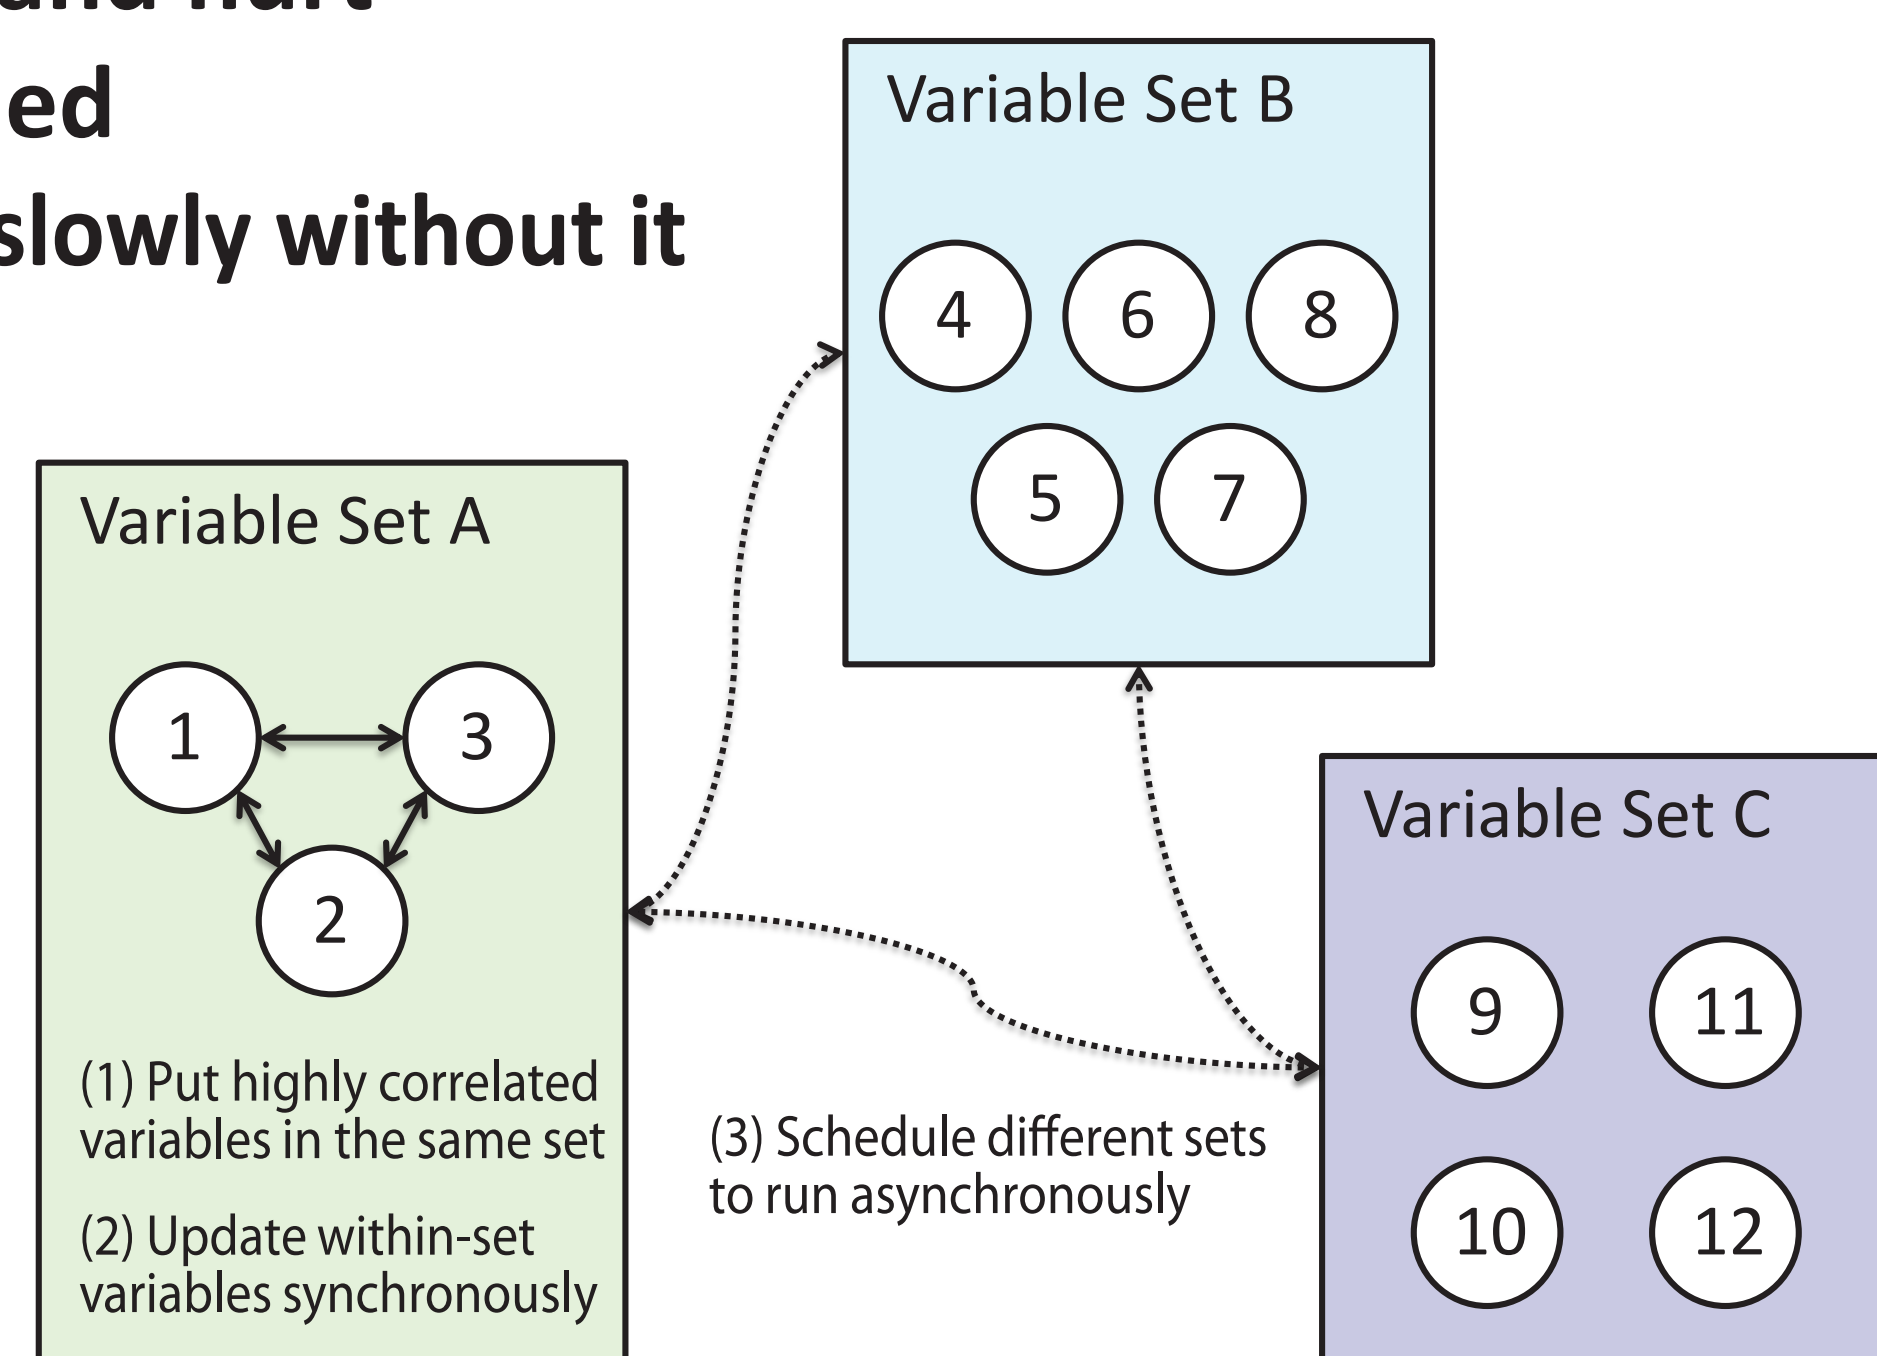 and hurt
ed
slowly without it
Variable Set B
4 6 8
5 7
Variable Set A
1 3
2
(1) Put highly correlated
variables in the same set
(2) Update within-set
variables synchronously
(3) Schedule different sets
to run asynchronously
Variable Set C
9 11
10 12